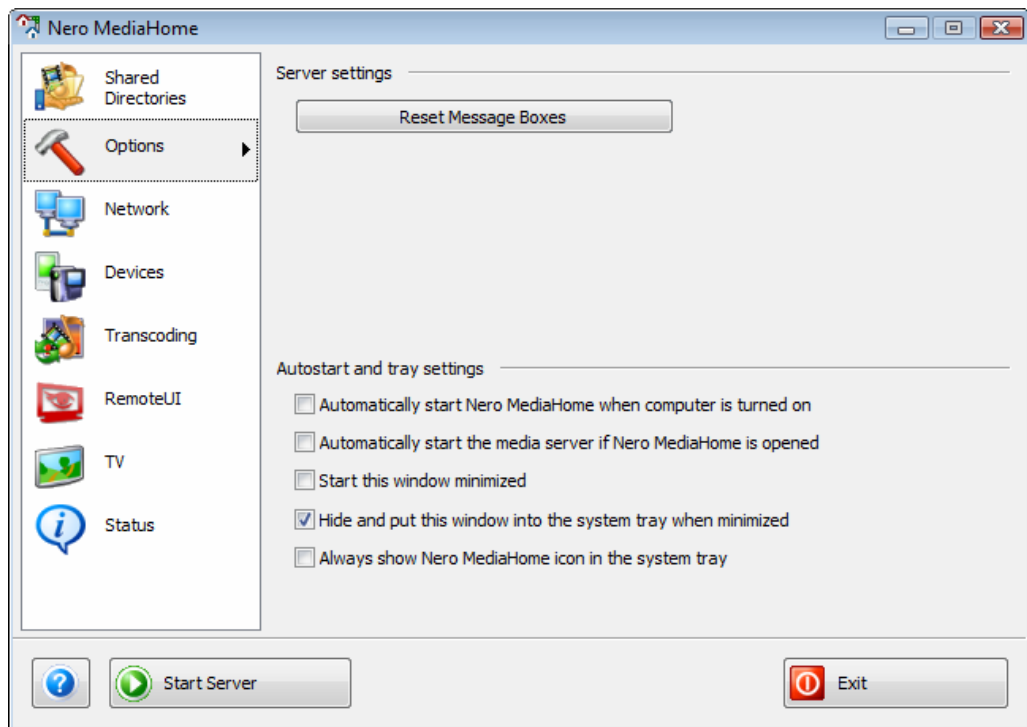 Nero MediaHome
Shared
Directories
Options
Network
Devices
Transcoding
RemoteUI
TV
Status
Server settings
Reset Message Boxes
Autostart and tray settings
Automatically start Nero MediaHome when computer is turned on
Automatically start the media server if Nero MediaHome is opened
Start this window minimized
Hide and put this window into the system tray when minimized
Always show Nero MediaHome icon in the system tray
Start Server
Exit